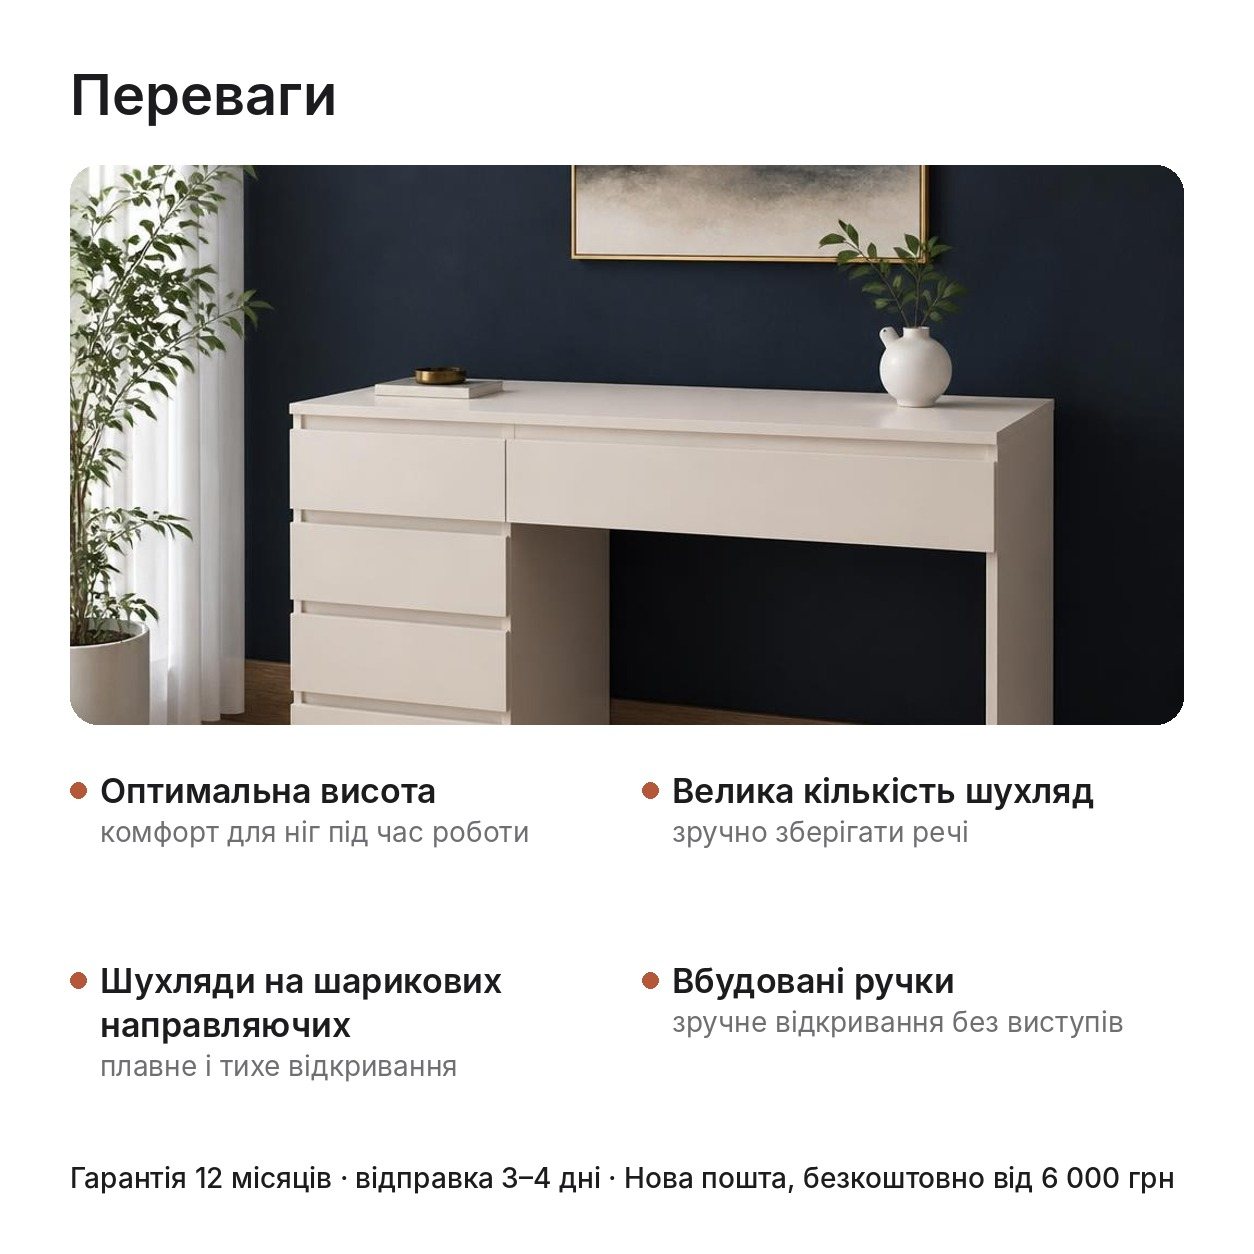 Переваги
Оптимальна висота
комфорт для ніг під час роботи
Велика кількість шухляд
зручно зберігати речі
Шухляди на шарикових
направляючих
плавне і тихе відкривання
Вбудовані ручки
зручне відкривання без виступів
Гарантія 12 місяців · відправка 3–4 дні · Нова пошта, безкоштовно від 6 000 грн